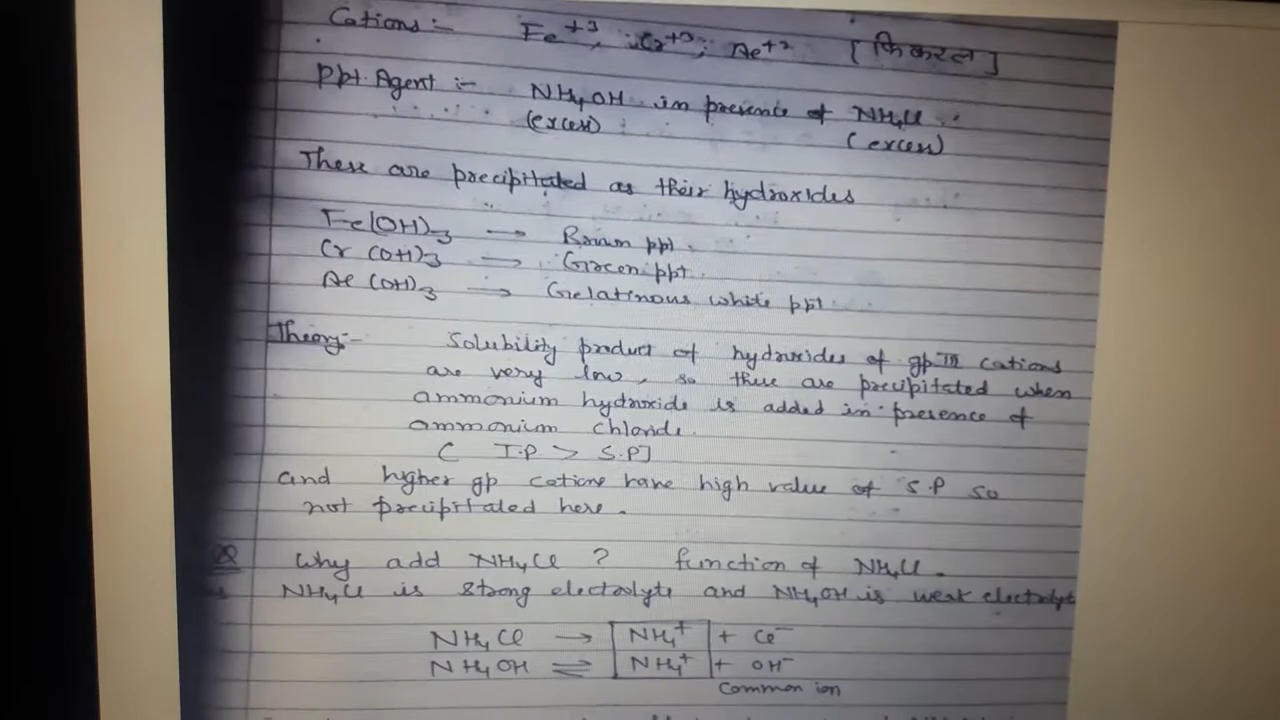 Cations :- Fe+3, Cr+3, Al+3 [फिकरल]
ppt. Agent :- NH4OH in presence of NH4Cl
(excess) (excess)
These are precipitated as their hydroxides
Fe(OH)3 → Brown ppt.
Cr(OH)3 → Green ppt.
Al(OH)3 → Gelatinous white ppt.
Theory:- Solubility product of hydroxides of gp III cations
are very low, so these are precipitated when
ammonium hydroxide is added in presence of
ammonium chloride.
( I.P > S.P]
and higher gp cations have high value of S.P so
not precipitated here.
Q Why add NH4Cl ? function of NH4Cl.
NH4Cl is strong electrolyte and NH4OH is weak electrolyte
NH4Cl → NH4+ + Cl-
NH4OH ⇌ NH4+ + OH-
Common ion